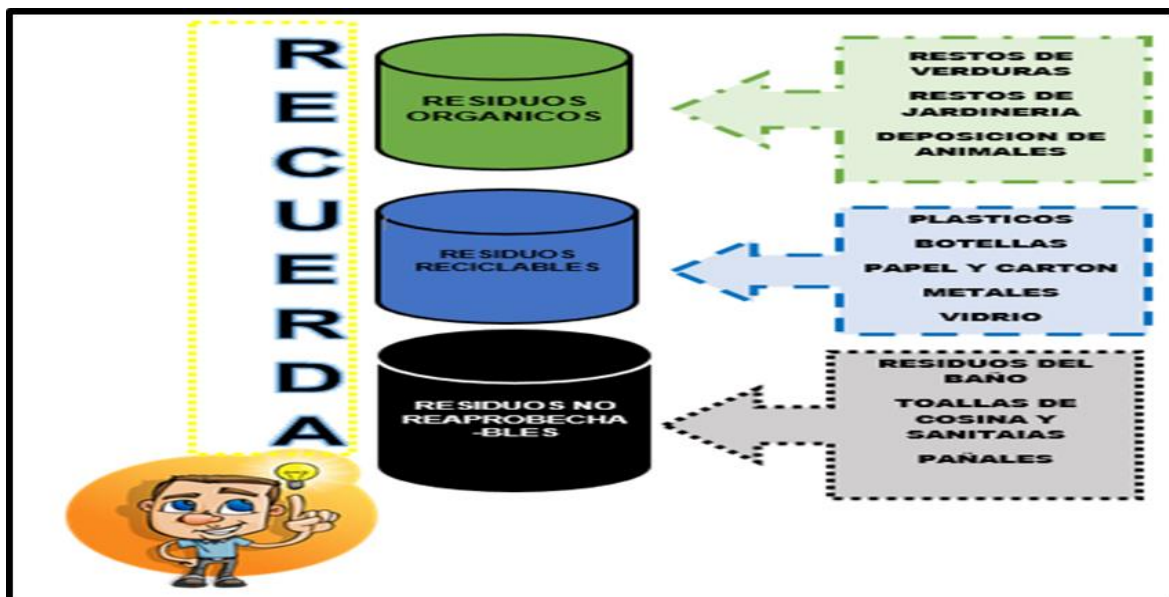 RECUERDA
RESIDUOS
ORGANICOS
RESTOS DE
VERDURAS
RESTOS DE
JARDINERIA
DEPOSICION DE
ANIMALES
RESIDUOS
RECICLABLES
PLASTICOS
BOTELLAS
PAPEL Y CARTON
METALES
VIDRIO
RESIDUOS NO
REAPROBECHA
-BLES
RESIDUOS DEL
BAÑO
TOALLAS DE
COSINA Y
SANITAIAS
PAÑALES